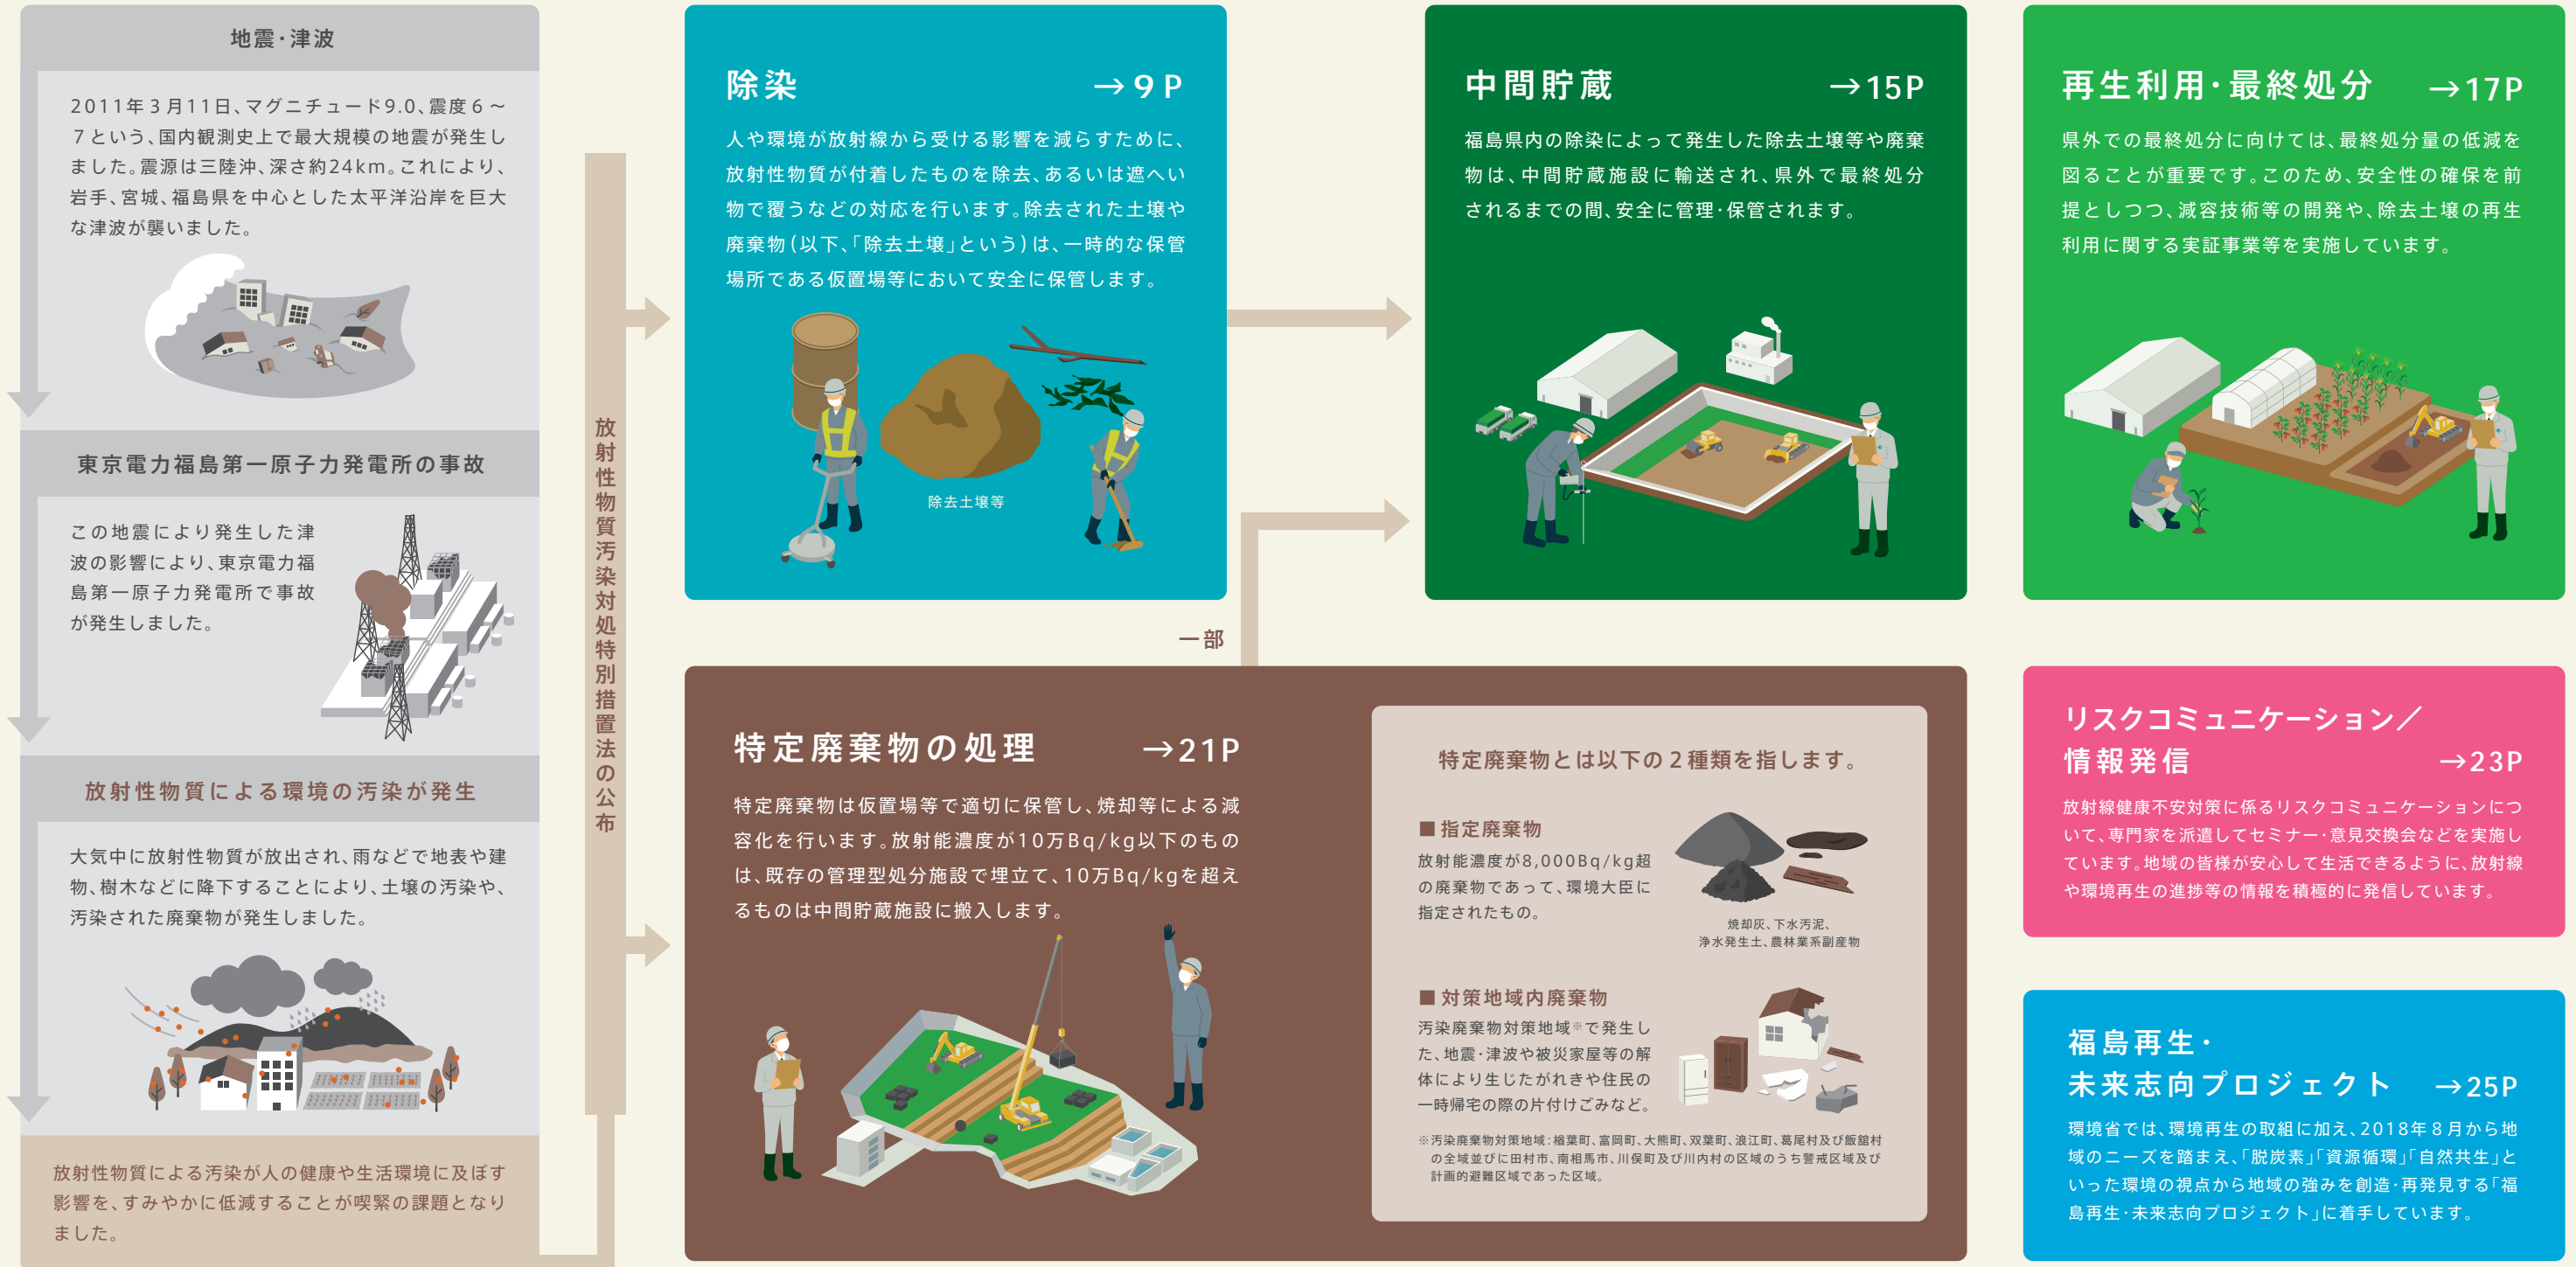 地震・津波
2011年3月11日、マグニチュード9.0、震度6～
7という、国内観測史上で最大規模の地震が発生し
ました。震源は三陸沖、深さ約24km。これにより、
岩手、宮城、福島県を中心とした太平洋沿岸を巨大
な津波が襲いました。
東京電力福島第一原子力発電所の事故
この地震により発生した津
波の影響により、東京電力福
島第一原子力発電所で事故
が発生しました。
放射性物質による環境の汚染が発生
大気中に放射性物質が放出され、雨などで地表や建
物、樹木などに降下することにより、土壌の汚染や、
汚染された廃棄物が発生しました。
放射性物質による汚染が人の健康や生活環境に及ぼす
影響を、すみやかに低減することが喫緊の課題となり
ました。
放射性物質汚染対処特別措置法の公布
除染 →9P
人や環境が放射線から受ける影響を減らすために、
放射性物質が付着したものを除去、あるいは遮へい
物で覆うなどの対応を行います。除去された土壌や
廃棄物(以下、「除去土壌」という)は、一時的な保管
場所である仮置場等において安全に保管します。
除去土壌等
中間貯蔵 →15P
福島県内の除染によって発生した除去土壌等や廃棄
物は、中間貯蔵施設に輸送され、県外で最終処分
されるまでの間、安全に管理・保管されます。
再生利用・最終処分 →17P
県外での最終処分に向けては、最終処分量の低減を
図ることが重要です。このため、安全性の確保を前
提としつつ、減容技術等の開発や、除去土壌の再生
利用に関する実証事業等を実施しています。
一部
特定廃棄物の処理 →21P
特定廃棄物は仮置場等で適切に保管し、焼却等による減
容化を行います。放射能濃度が10万Bq/kg以下のもの
は、既存の管理型処分施設で埋立て、10万Bq/kgを超え
るものは中間貯蔵施設に搬入します。
特定廃棄物とは以下の2種類を指します。
■ 指定廃棄物
放射能濃度が8,000Bq/kg超
の廃棄物であって、環境大臣に
指定されたもの。
焼却灰、下水汚泥、
浄水発生土、農林業系副産物
■ 対策地域内廃棄物
汚染廃棄物対策地域※で発生し
た、地震・津波や被災家屋等の解
体により生じたがれきや住民の
一時帰宅の際の片付けごみなど。
※汚染廃棄物対策地域：楢葉町、富岡町、大熊町、双葉町、浪江町、葛尾村及び飯舘村
の全域並びに田村市、南相馬市、川俣町及び川内村の区域のうち警戒区域及び
計画的避難区域であった区域。
リスクコミュニケーション／
情報発信 →23P
放射線健康不安対策に係るリスクコミュニケーションにつ
いて、専門家を派遣してセミナー・意見交換会などを実施し
ています。地域の皆様が安心して生活できるように、放射線
や環境再生の進捗等の情報を積極的に発信しています。
福島再生・
未来志向プロジェクト →25P
環境省では、環境再生の取組に加え、2018年8月から地
域のニーズを踏まえ、「脱炭素」「資源循環」「自然共生」と
いった環境の視点から地域の強みを創造・再発見する「福
島再生・未来志向プロジェクト」に着手しています。